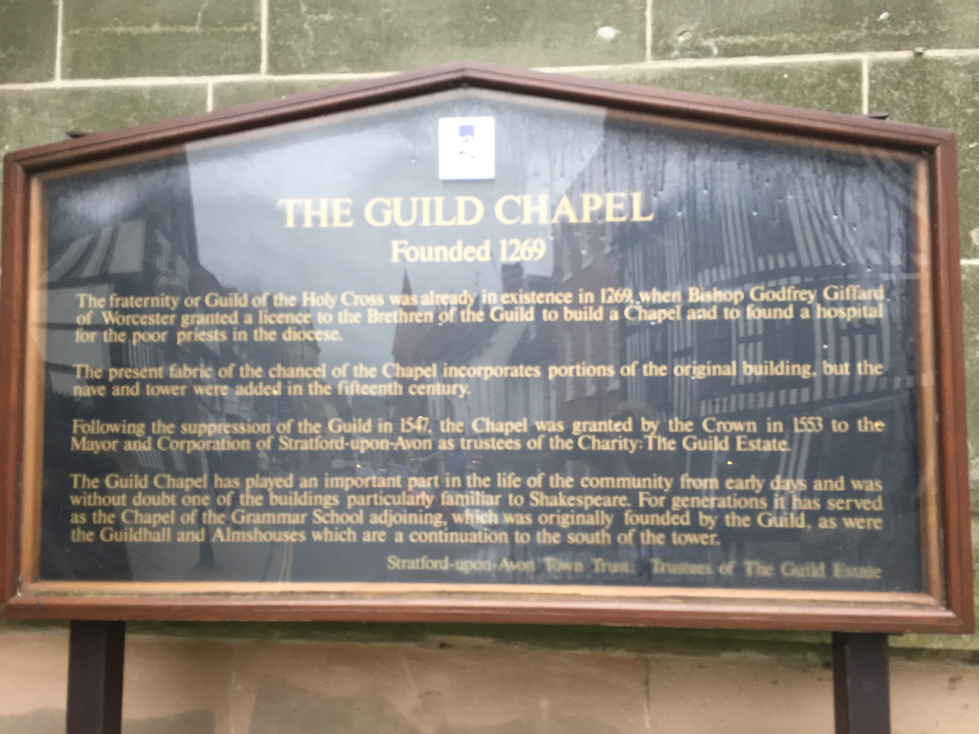 THE GUILD CHAPEL
Founded 1269
The fraternity or Guild of the Holy Cross was already in existence in 1269, when Bishop Godfrey Giffard
of Worcester granted a licence to the Brethren of the Guild to build a Chapel and to found a hospital
for the poor priests in the diocese.
The present fabric of the chancel of the Chapel incorporates portions of the original building, but the
nave and tower were added in the fifteenth century.
Following the suppression of the Guild in 1547, the Chapel was granted by the Crown in 1553 to the
Mayor and Corporation of Stratford-upon-Avon as trustees of the Charity: The Guild Estate.
The Guild Chapel has played an important part in the life of the community from early days and was
without doubt one of the buildings particularly familiar to Shakespeare. For generations it has served
as the Chapel of the Grammar School adjoining, which was originally founded by the Guild, as were
the Guildhall and Almshouses which are a continuation to the south of the tower.
Stratford-upon-Avon Town Trust. Trustees of The Guild Estate